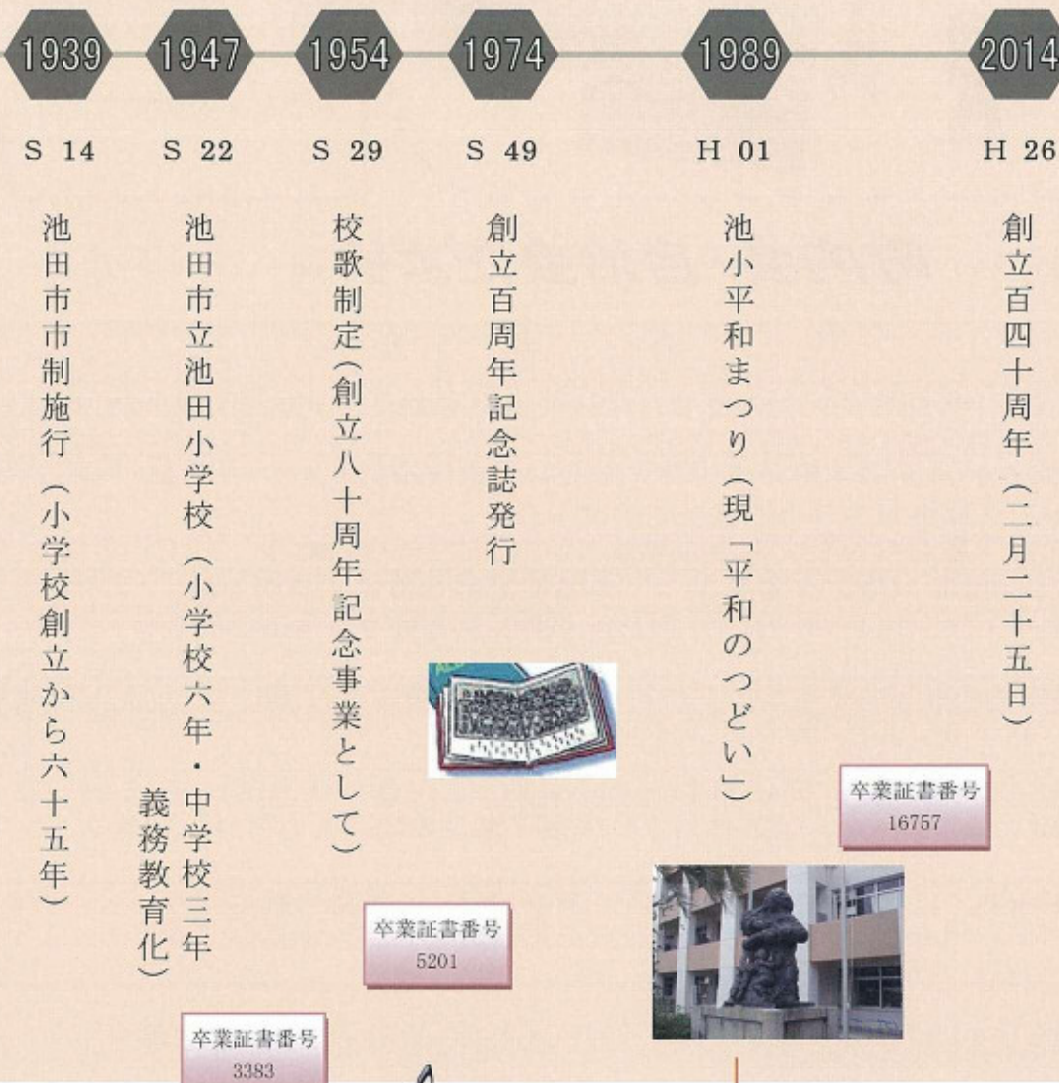 1939
1947
1954
1974
1989
2014
S 14
S 22
S 29
S 49
H 01
H 26
池田市市制施行（小学校創立から六十五年）
池田市立池田小学校（小学校六年・中学校三年
義務教育化）
校歌制定（創立八十周年記念事業として）
創立百周年記念誌発行
池小平和まつり（現「平和のつどい」）
創立百四十周年（二月二十五日）
卒業証書番号
16757
卒業証書番号
5201
卒業証書番号
3383